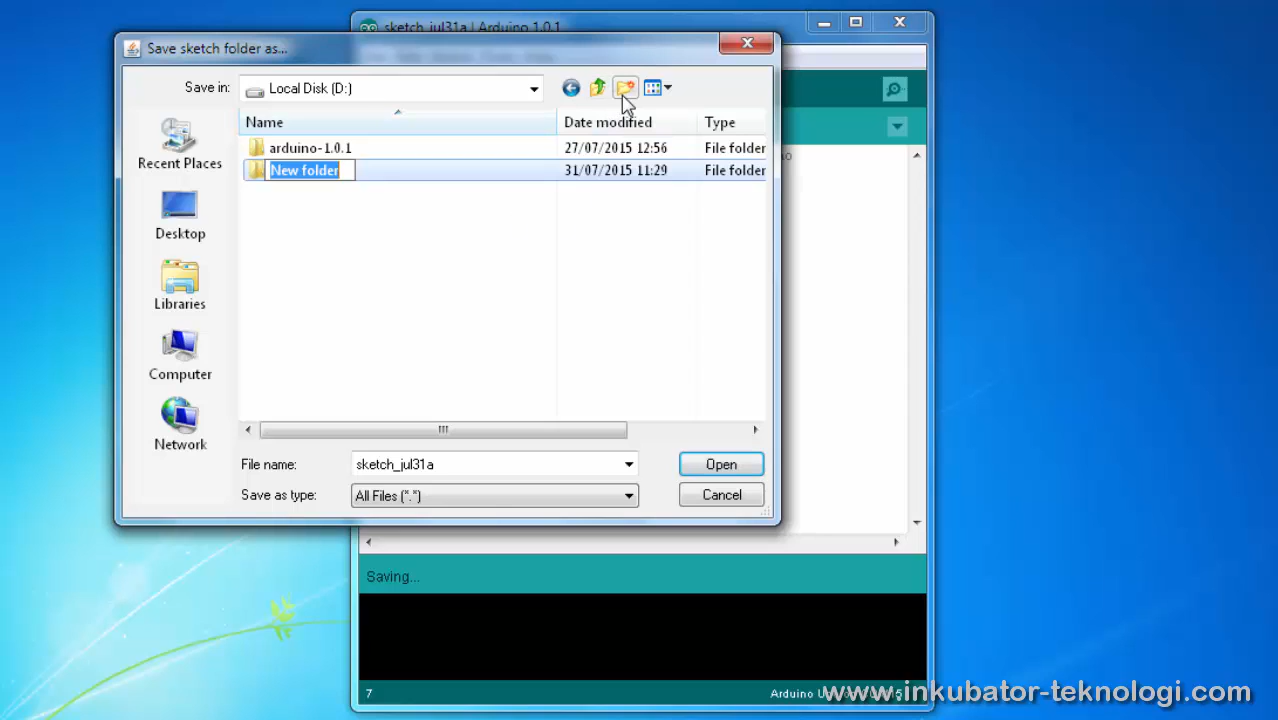 sketch_jul31a | Arduino 1.0.1
Save sketch folder as...
Save in:
Local Disk (D:)
Name
Date modified
Type
arduino-1.0.1
27/07/2015 12:56
File folder
New folder
31/07/2015 11:29
File folder
Recent Places
Desktop
Libraries
Computer
Network
File name:
sketch_jul31a
Open
Save as type:
All Files (*.*)
Cancel
Saving...
7
Arduino
www.inkubator-teknologi.com